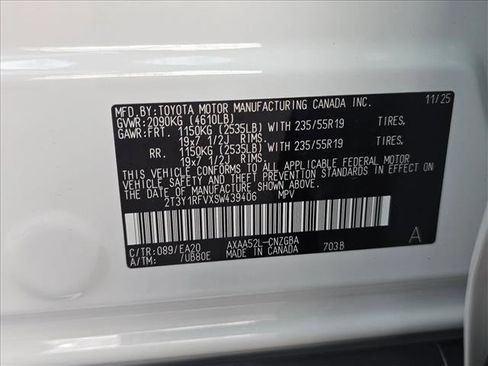 MFD.BY:TOYOTA MOTOR MANUFACTURING CANADA INC. 11/25
GVWR:2090KG (4610LB)
GAWR:FRT. 1150KG (2535LB) WITH 235/55R19 TIRES.
19x7 1/2J RIMS.
RR. 1150KG (2535LB) WITH 235/55R19 TIRES.
19x7 1/2J RIMS.
THIS VEHICLE CONFORMS TO ALL APPLICABLE FEDERAL MOTOR
VEHICLE SAFETY AND THEFT PREVENTION STANDARDS IN EFFECT ON
THE DATE OF MANUFACTURE SHOWN ABOVE.
2T3Y1RFVXSW439406 MPV
C/TR:089/EA20 AXAA52L-CNZGBA A
A/TM: /UB80E MADE IN CANADA 703B